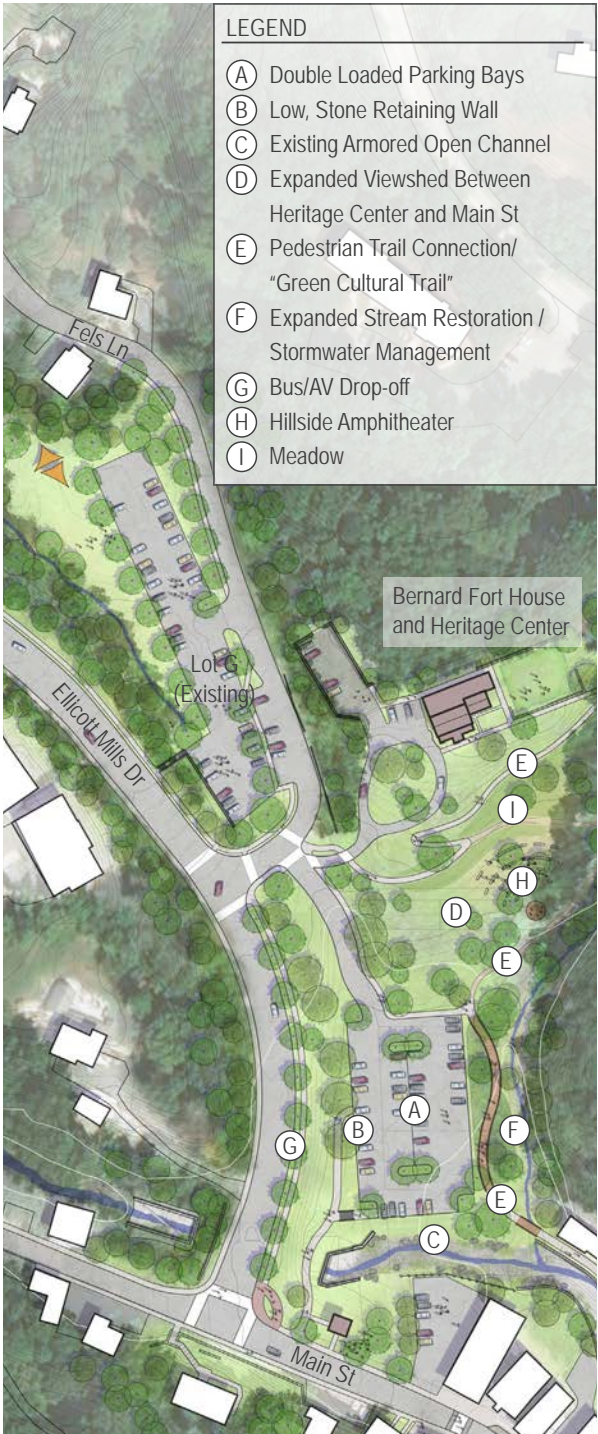 LEGEND
A Double Loaded Parking Bays
B Low, Stone Retaining Wall
C Existing Armored Open Channel
D Expanded Viewshed Between
Heritage Center and Main St
E Pedestrian Trail Connection/
"Green Cultural Trail"
F Expanded Stream Restoration /
Stormwater Management
G Bus/AV Drop-off
H Hillside Amphitheater
I Meadow
Fels Ln
Bernard Fort House
and Heritage Center
Lot G
(Existing)
Ellicott Mills Dr
E
I
H
D
E
A
B
F
G
E
C
Main St